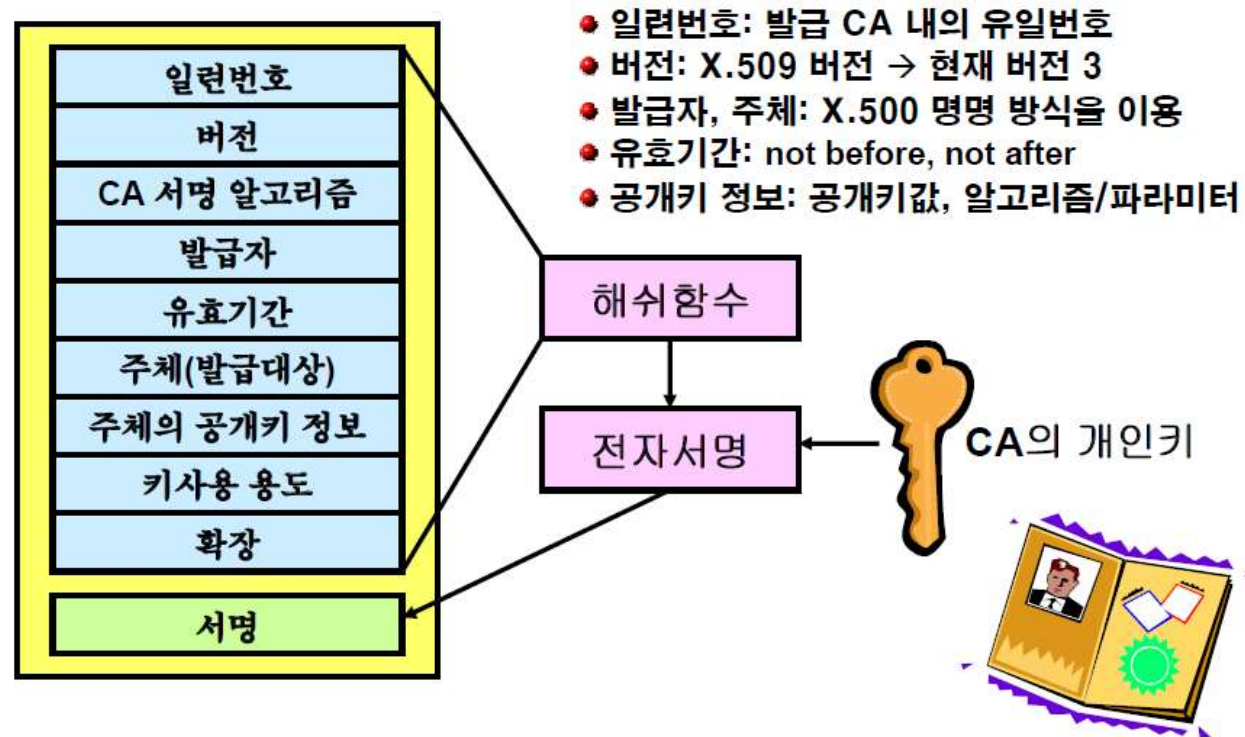 일련번호: 발급 CA 내의 유일번호
버전: X.509 버전 → 현재 버전 3
발급자, 주체: X.500 명명 방식을 이용
유효기간: not before, not after
공개키 정보: 공개키값, 알고리즘/파라미터
일련번호
버전
CA 서명 알고리즘
발급자
유효기간
주체(발급대상)
주체의 공개키 정보
키사용 용도
확장
서명
해쉬함수
전자서명
CA의 개인키